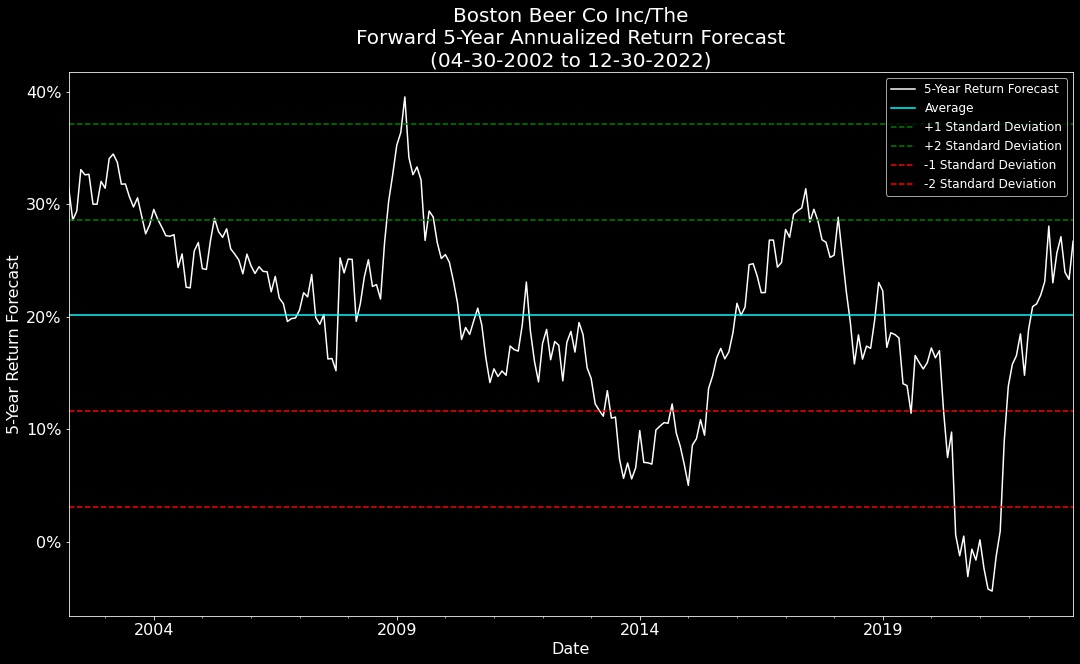 Boston Beer Co Inc/The
Forward 5-Year Annualized Return Forecast
(04-30-2002 to 12-30-2022)
5-Year Return Forecast
Average
+1 Standard Deviation
+2 Standard Deviation
-1 Standard Deviation
-2 Standard Deviation
40%
30%
20%
10%
0%
5-Year Return Forecast
2004
2009
2014
2019
Date